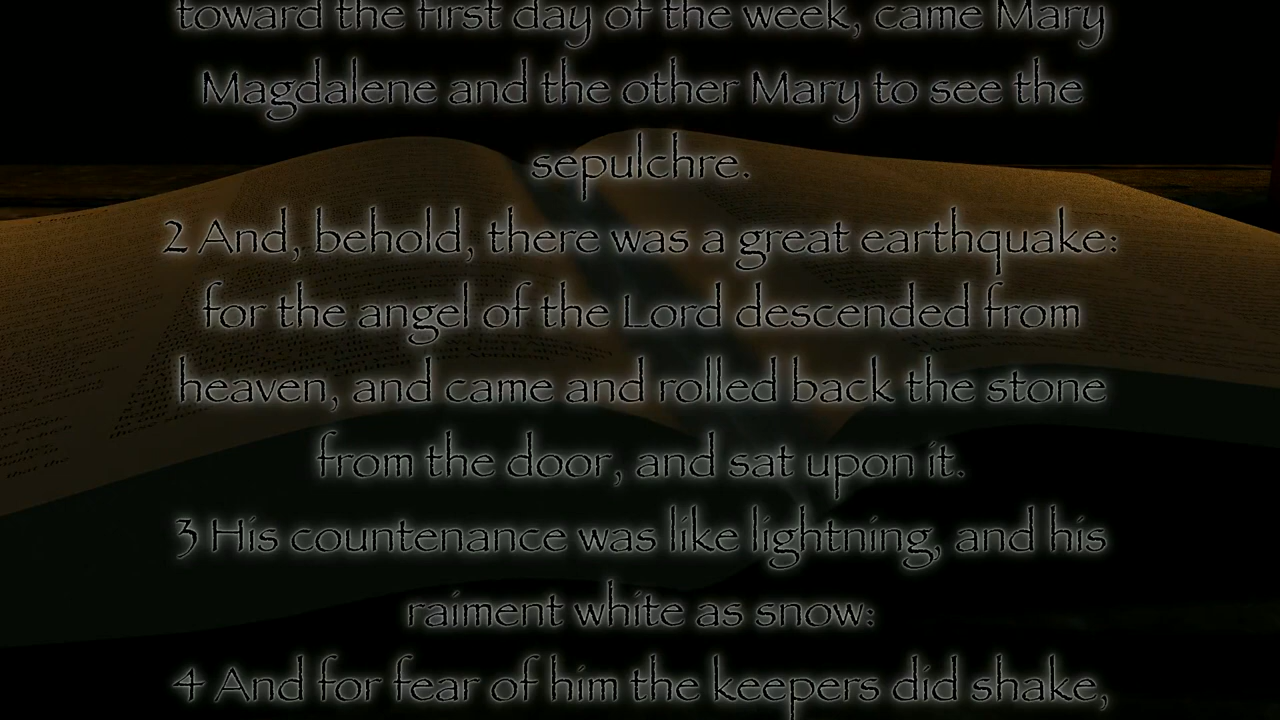 toward the first day of the week, came Mary
Magdalene and the other Mary to see the
sepulchre.
2 And, behold, there was a great earthquake:
for the angel of the Lord descended from
heaven, and came and rolled back the stone
from the door, and sat upon it.
3 His countenance was like lightning, and his
raiment white as snow:
4 And for fear of him the keepers did shake,